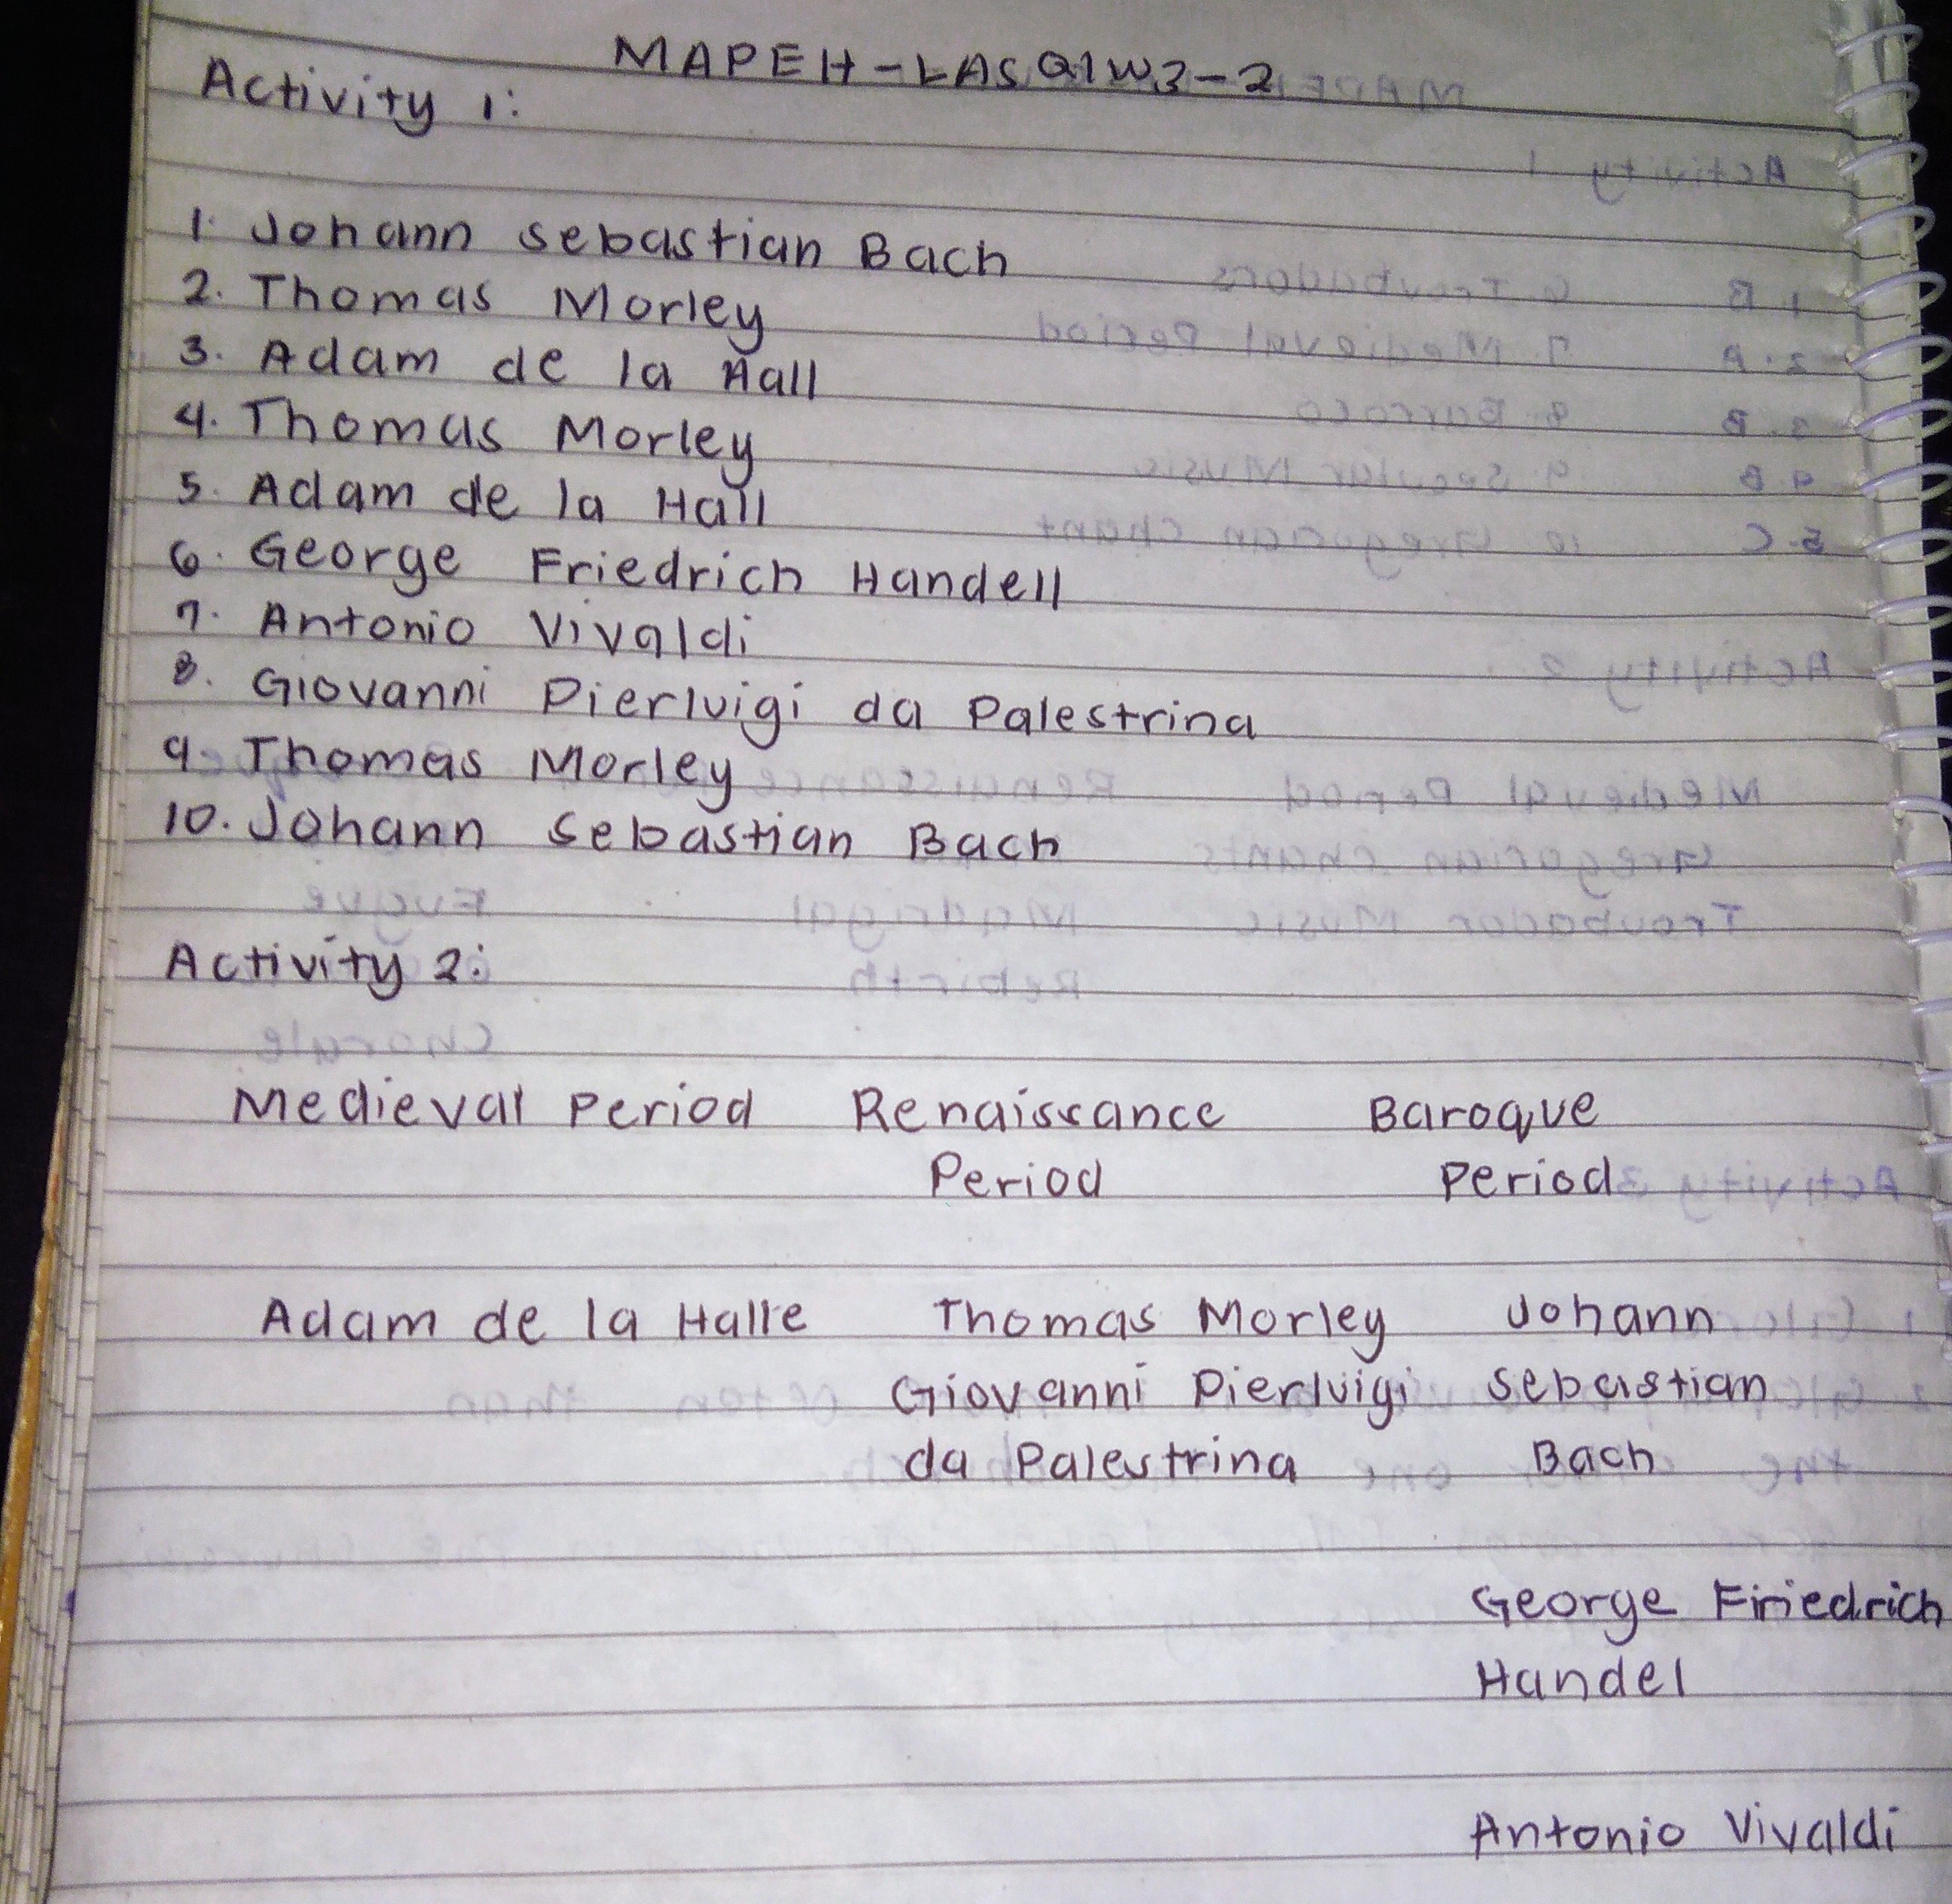 MAPEH-LAS Q1W3-2
Activity 1:
1. Johann Sebastian Bach
2. Thomas Morley
3. Adam de la Hall
4. Thomas Morley
5. Adam de la Hall
6. George Friedrich Handell
7. Antonio Vivaldi
8. Giovanni Pierluigi da Palestrina
9. Thomas Morley
10. Johann Sebastian Bach
Activity 2:
Medieval Period Renaissance Baroque
Period Period
Adam de la Halle Thomas Morley Johann
Giovanni Pierluigi Sebastian
da Palestrina Bach
George Friedrich
Handel
Antonio Vivaldi